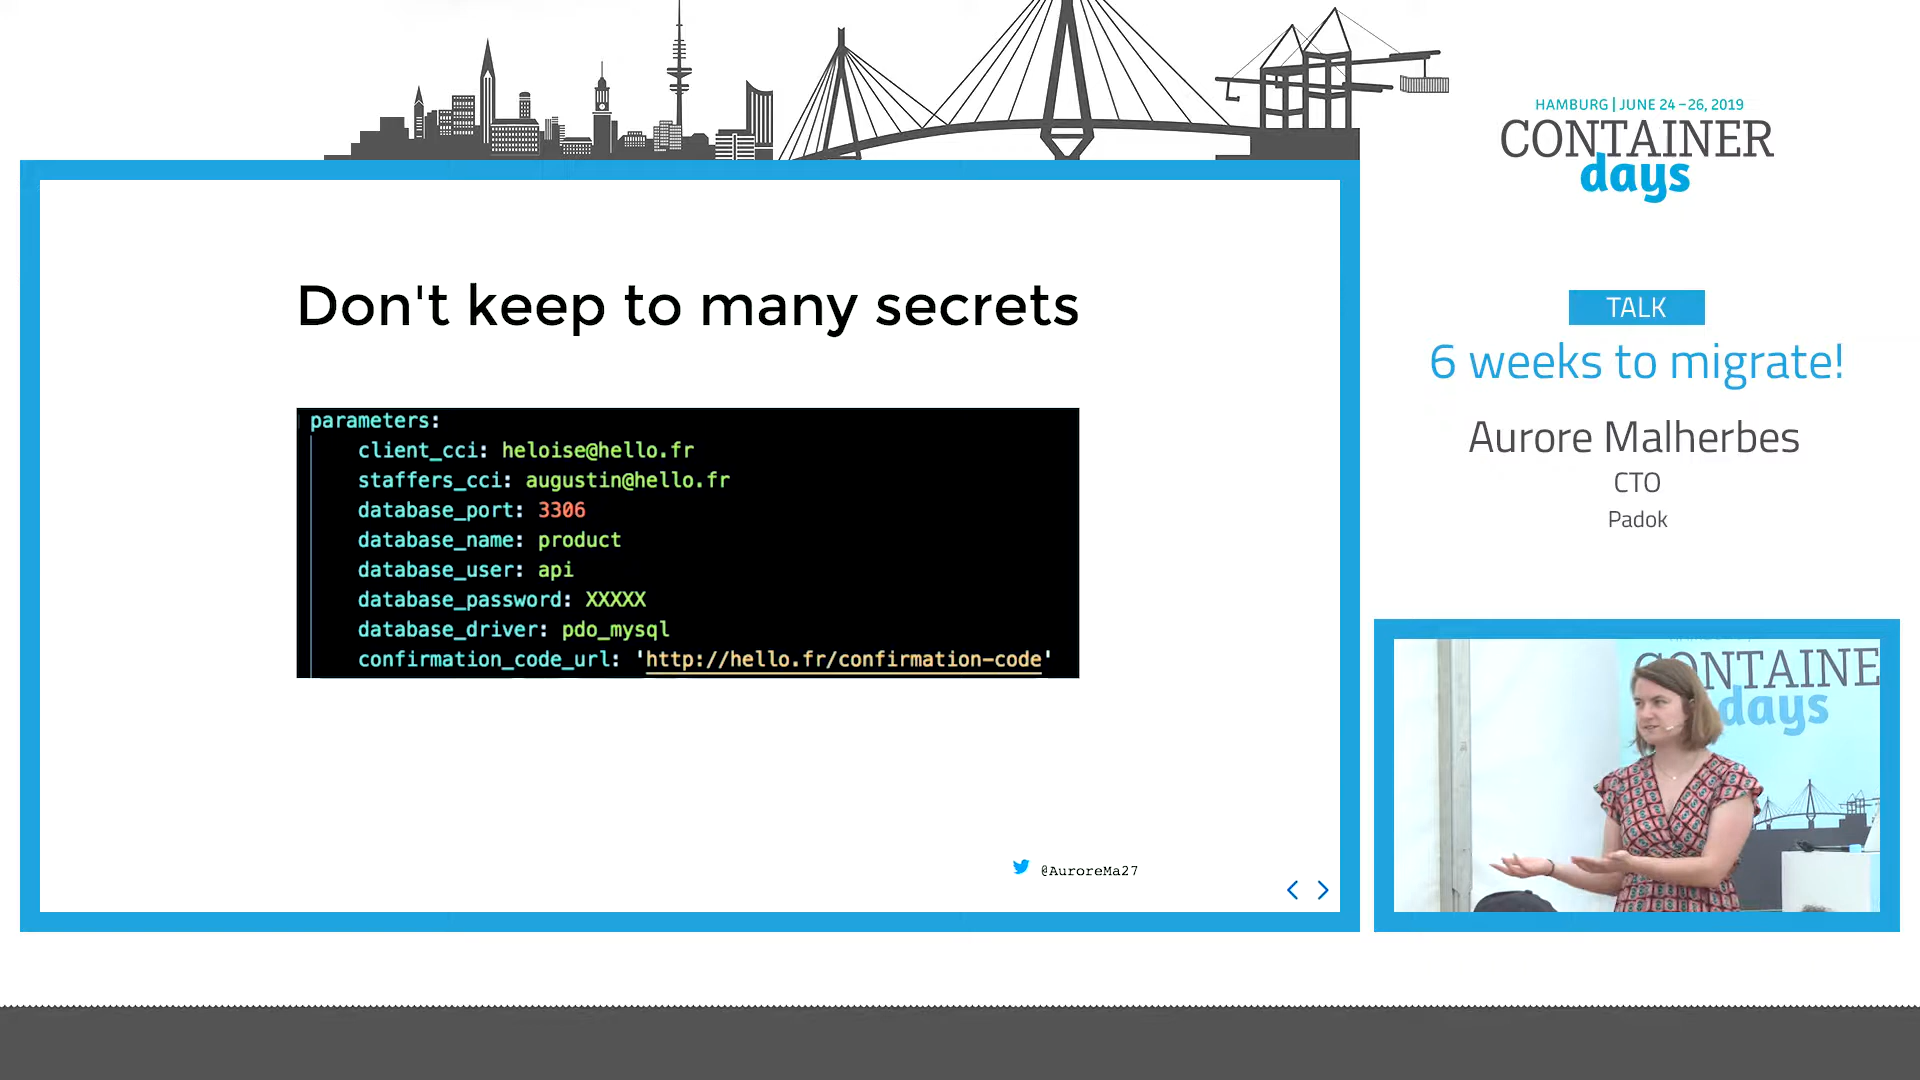 HAMBURG | JUNE 24 – 26, 2019
CONTAINER
days
Don't keep to many secrets
parameters:
client_cci: heloise@hello.fr
staffers_cci: augustin@hello.fr
database_port: 3306
database_name: product
database_user: api
database_password: XXXXX
database_driver: pdo_mysql
confirmation_code_url: 'http://hello.fr/confirmation-code'
@AuroreMa27
TALK
6 weeks to migrate!
Aurore Malherbes
CTO
Padok
CONTAINE
days